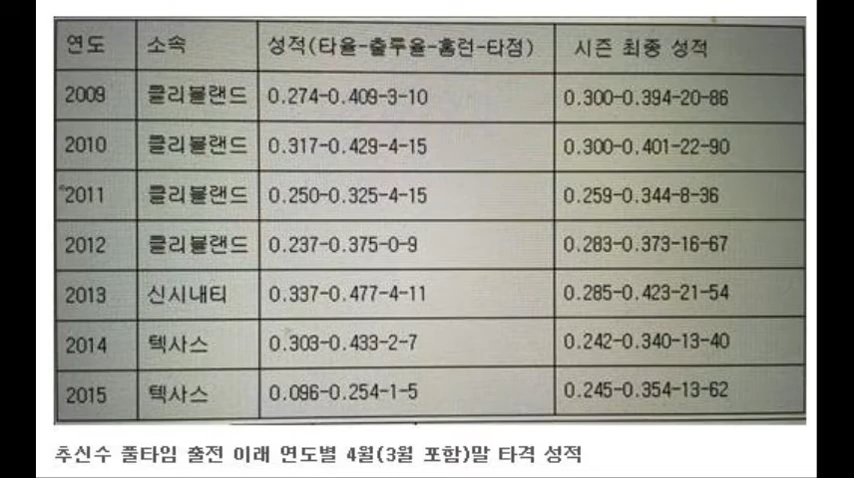 연도 소속 성적(타율-출루율-홈런-타점) 시즌 최종 성적
2009 클리블랜드 0.274-0.409-3-10 0.300-0.394-20-86
2010 클리블랜드 0.317-0.429-4-15 0.300-0.401-22-90
2011 클리블랜드 0.250-0.325-4-15 0.259-0.344-8-36
2012 클리블랜드 0.237-0.375-0-9 0.283-0.373-16-67
2013 신시내티 0.337-0.477-4-11 0.285-0.423-21-54
2014 텍사스 0.303-0.433-2-7 0.242-0.340-13-40
2015 텍사스 0.096-0.254-1-5 0.245-0.354-13-62
추신수 풀타임 출전 이래 연도별 4월(3월 포함)말 타격 성적